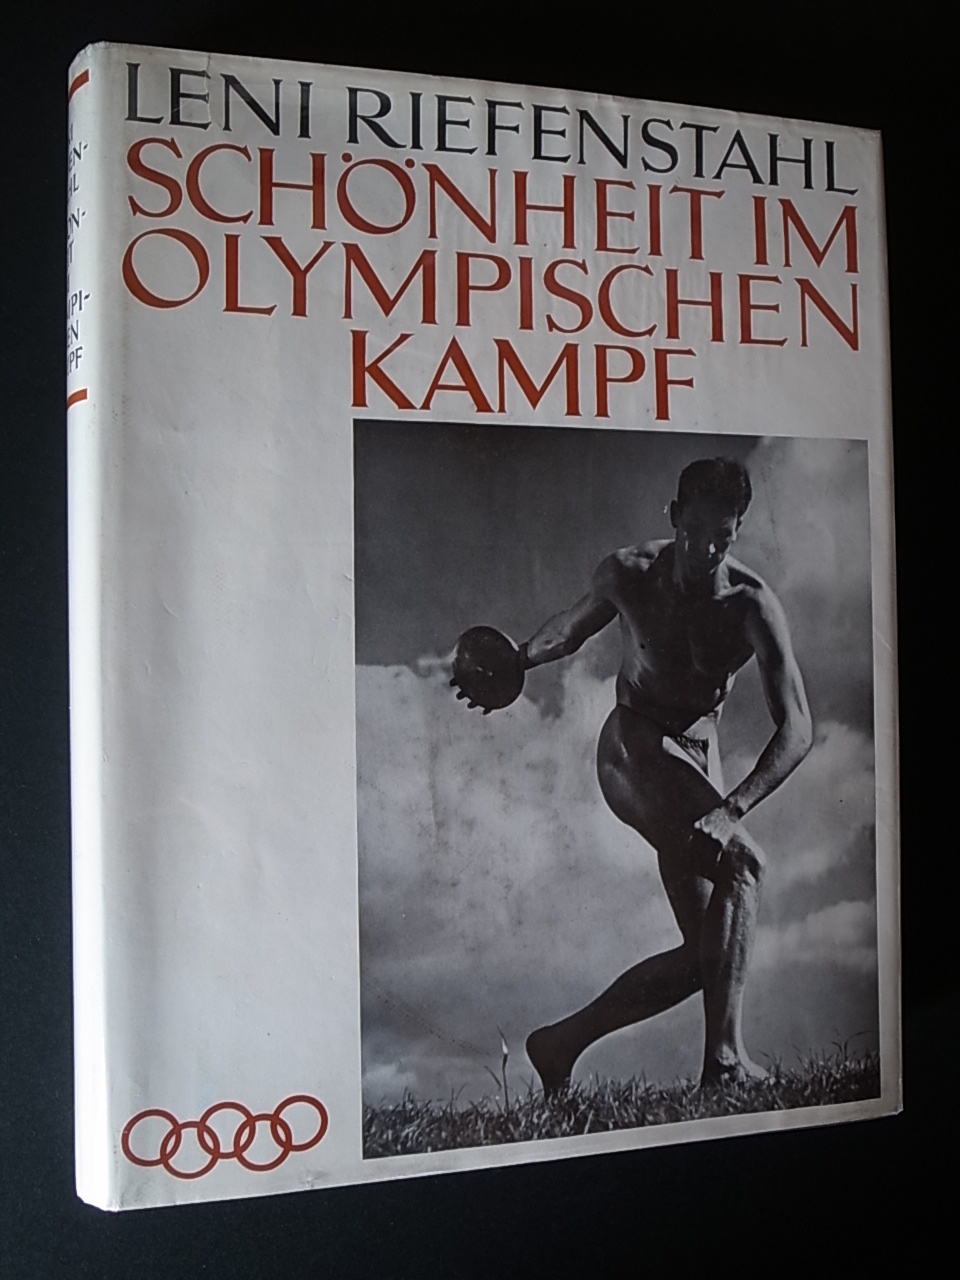 LENI RIEFENSTAHL
SCHÖNHEIT IM
OLYMPISCHEN
KAMPF